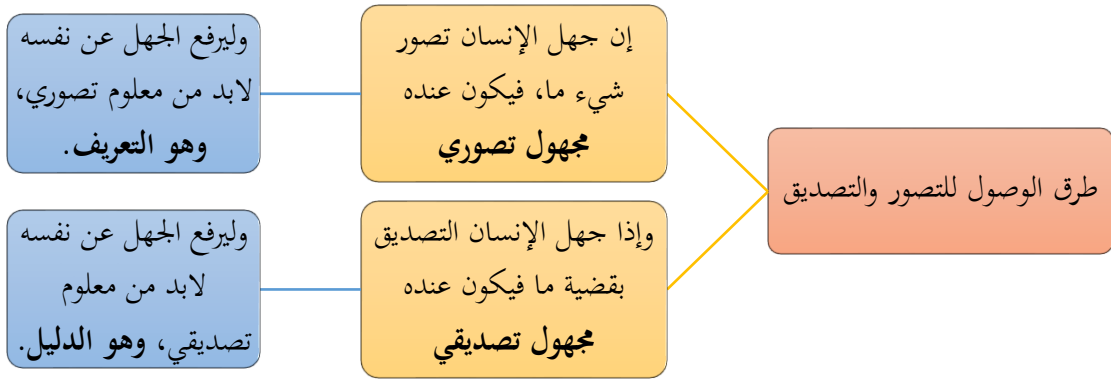 طرق الوصول للتصور والتصديق
إن جهل الإنسان تصور
شيء ما، فيكون عنده
مجهول تصوري
وليرفع الجهل عن نفسه
لابد من معلوم تصوري،
وهو التعريف.
وإذا جهل الإنسان التصديق
بقضية ما فيكون عنده
مجهول تصديقي
وليرفع الجهل عن نفسه
لابد من معلوم
تصديقي، وهو الدليل.